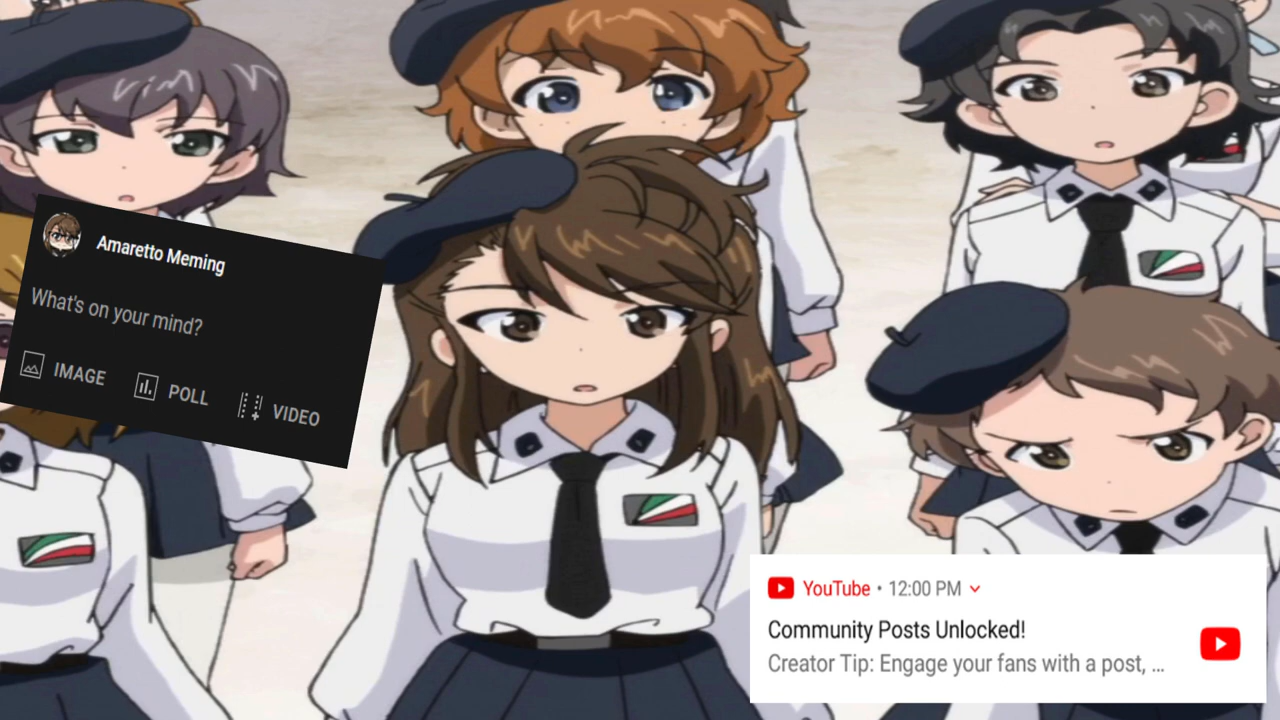 Amaretto Meming
What's on your mind?
IMAGE
POLL
VIDEO
YouTube • 12:00 PM
Community Posts Unlocked!
Creator Tip: Engage your fans with a post, ...